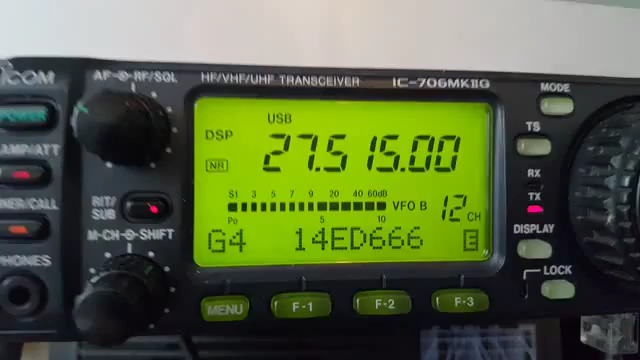 ICOM
AF-⊙-RF/SQL
HF/VHF/UHF TRANSCEIVER
IC-706MKIIG
MODE
POWER
USB
DSP
TS
27.515.00
AMP/ATT
NR
RX
S1 3 5 7 9 20 40 60dB
TX
RIT/
SUB
VFO B 12 CH
Po 5 10
NER/CALL
DISPLAY
M-CH-⊙-SHIFT
G4 14ED666 E
PHONES
LOCK
MENU F-1 F-2 F-3